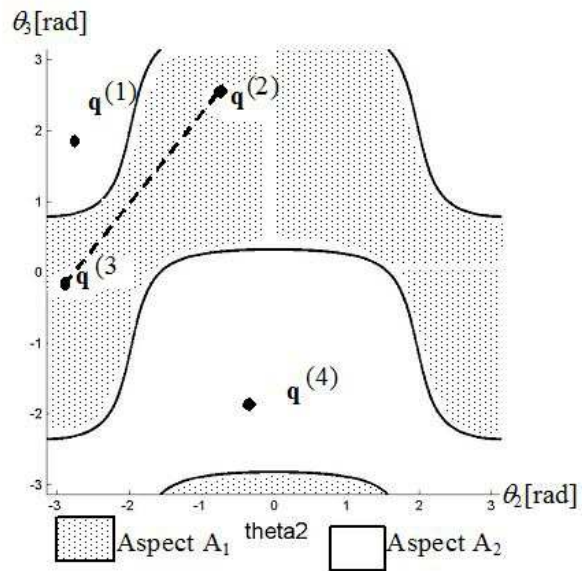 θ3[rad]
3
q(1)
q(2)
2
1
0
q(3
-1
q(4)
-2
-3
-3 -2 -1 0 1 2 3
θ2[rad]
theta2
Aspect A1
Aspect A2